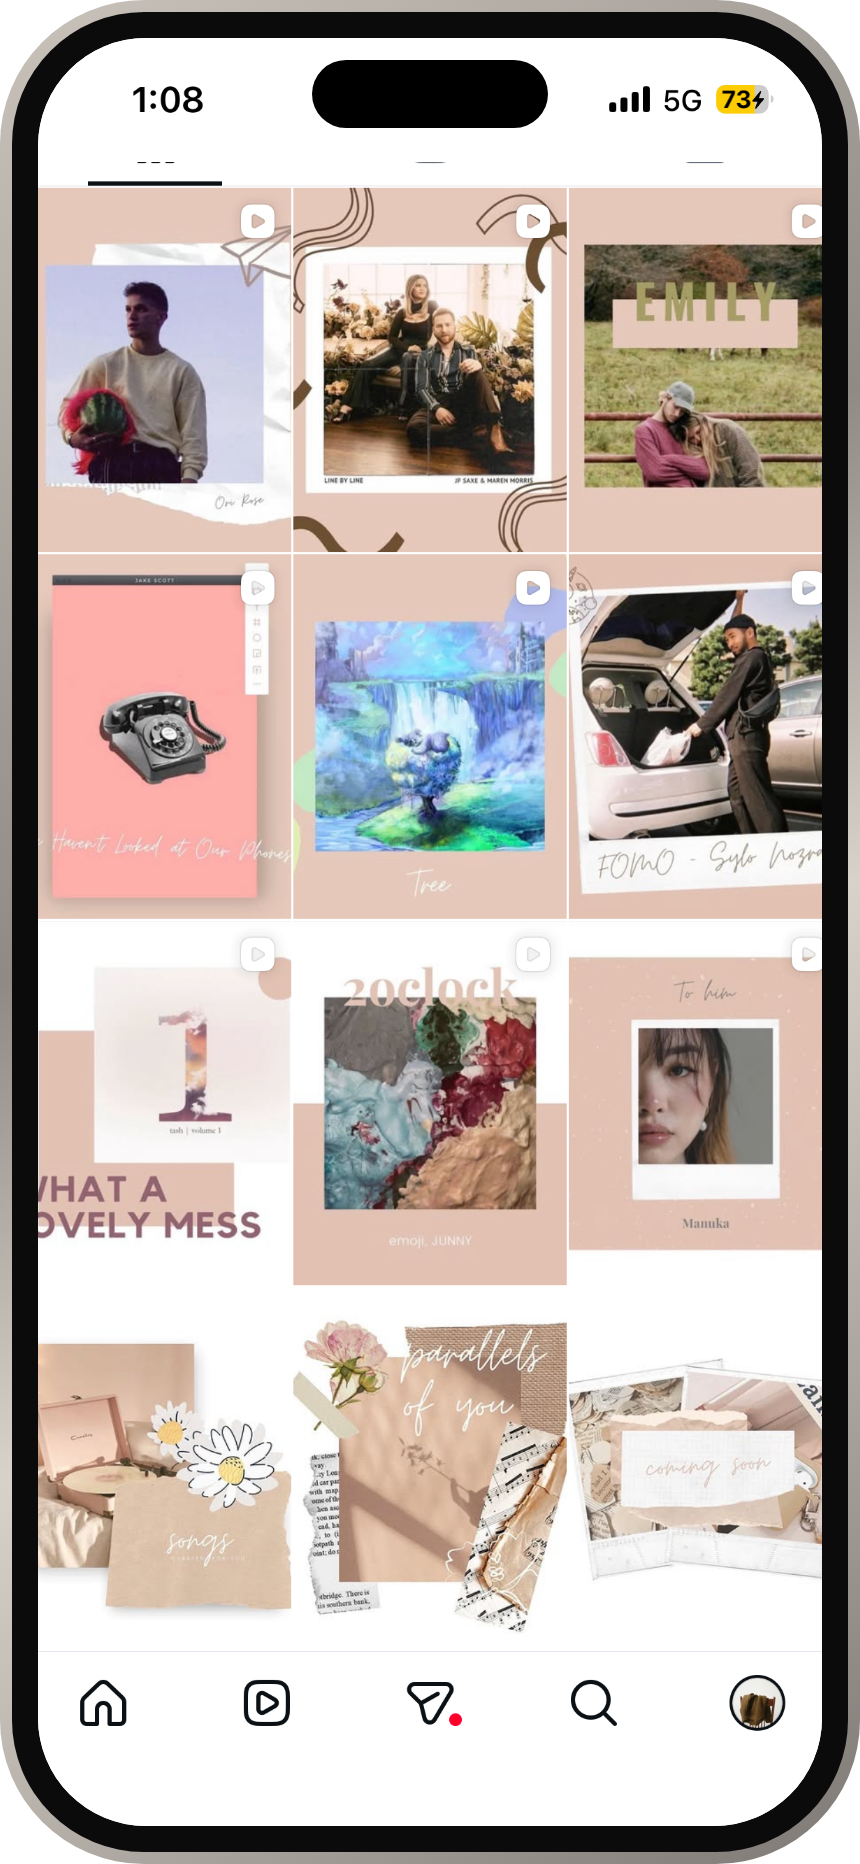 1:08
5G
73
Ori Rose
LINE BY LINE
JP SAXE & MAREN MORRIS
EMILY
JAKE SCOTT
Haven't Looked at Our Phones
Tree
FOMO - Sylo Nozra
1
tash | volume 1
WHAT A
LOVELY MESS
2oclock
emoji, JUNNY
To him
Manuka
songs
parallels
of you
coming soon